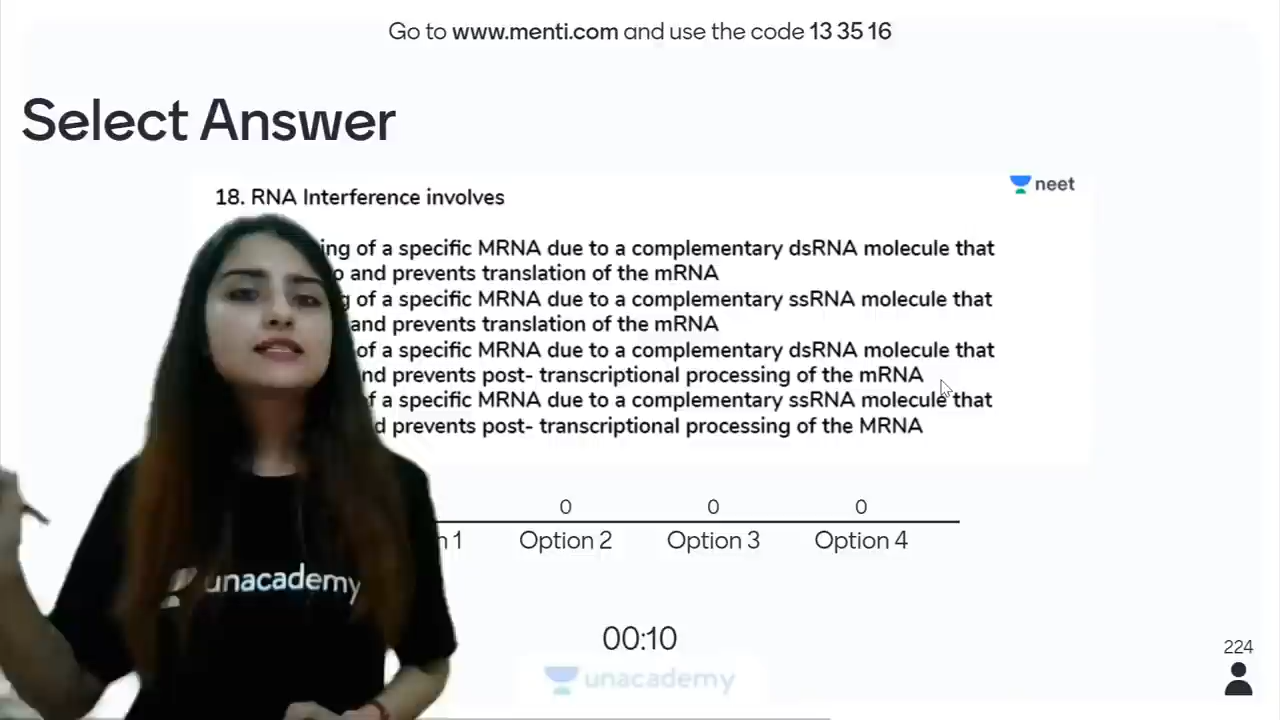 Go to www.menti.com and use the code 13 35 16
Select Answer
neet
18. RNA Interference involves
of a specific MRNA due to a complementary dsRNA molecule that
and prevents translation of the mRNA
of a specific MRNA due to a complementary ssRNA molecule that
and prevents translation of the mRNA
of a specific MRNA due to a complementary dsRNA molecule that
prevents post- transcriptional processing of the mRNA
of a specific MRNA due to a complementary ssRNA molecule that
prevents post- transcriptional processing of the MRNA
0 0 0
1 Option 2 Option 3 Option 4
unacademy
00:10
224
unacademy